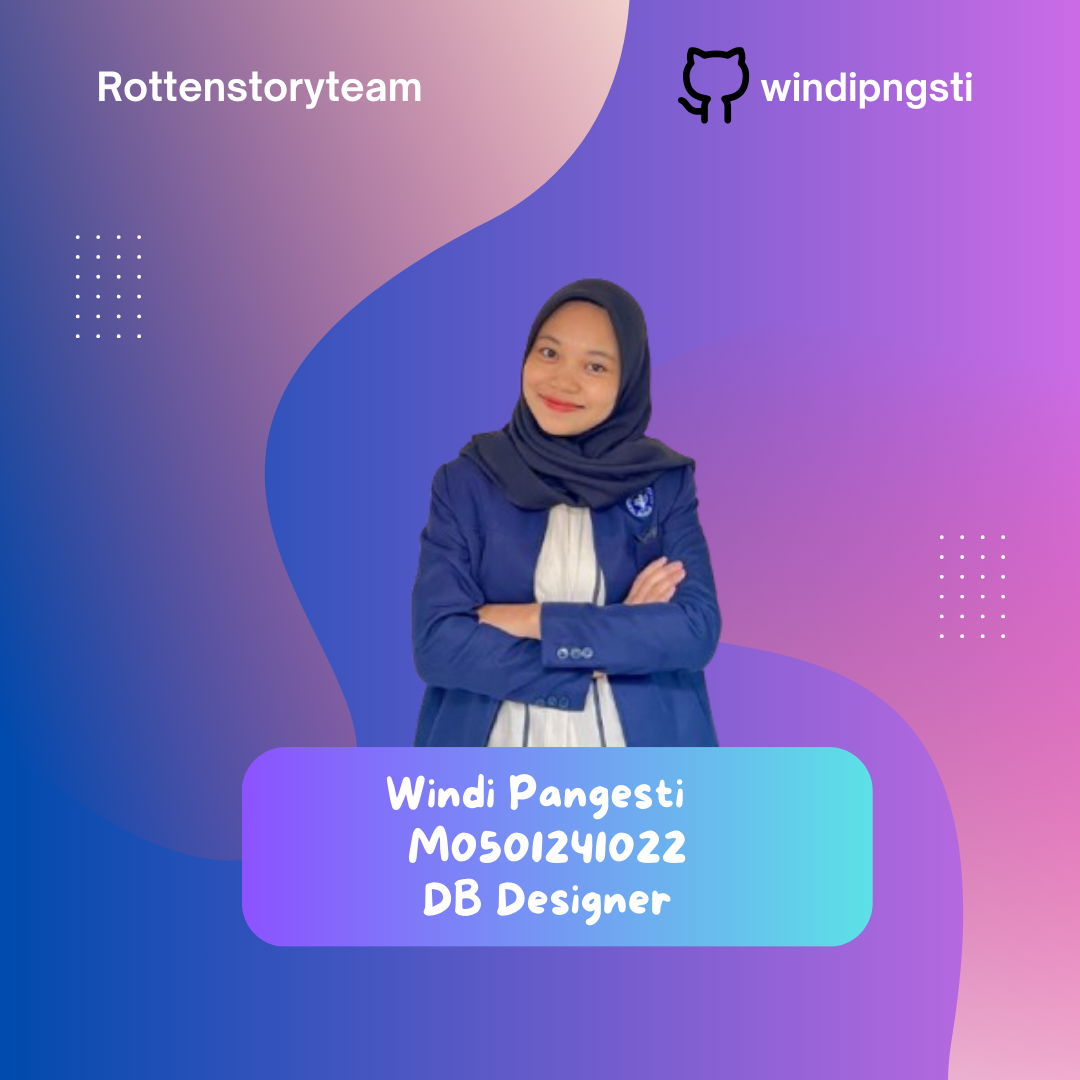 Rottenstoryteam
windipngsti
Windi Pangesti
M0501241022
DB Designer